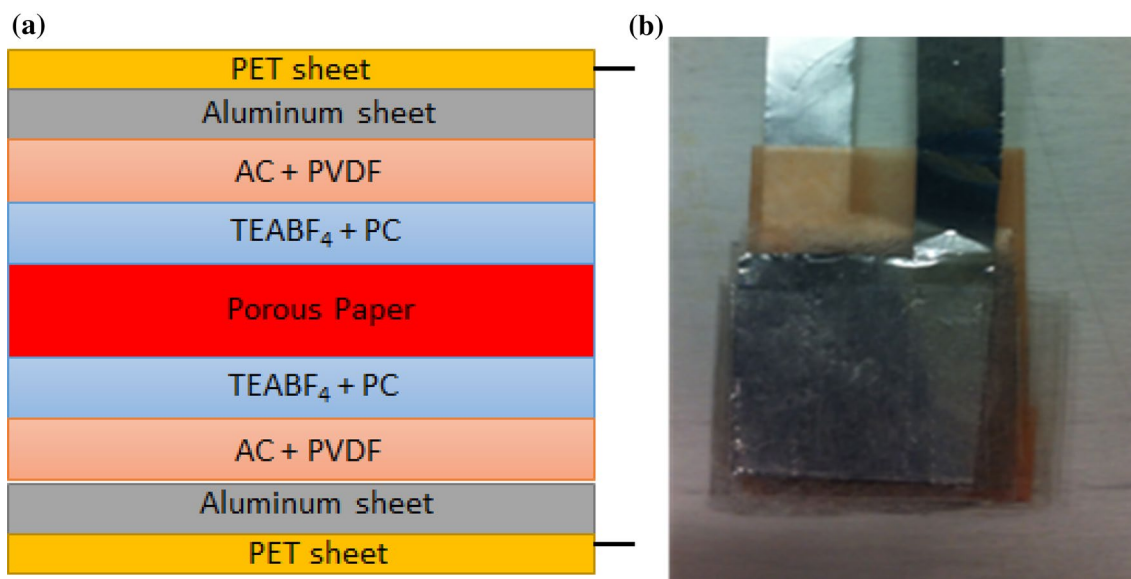 (a)
PET sheet
Aluminum sheet
AC + PVDF
TEABF₄ + PC
Porous Paper
TEABF₄ + PC
AC + PVDF
Aluminum sheet
PET sheet
(b)